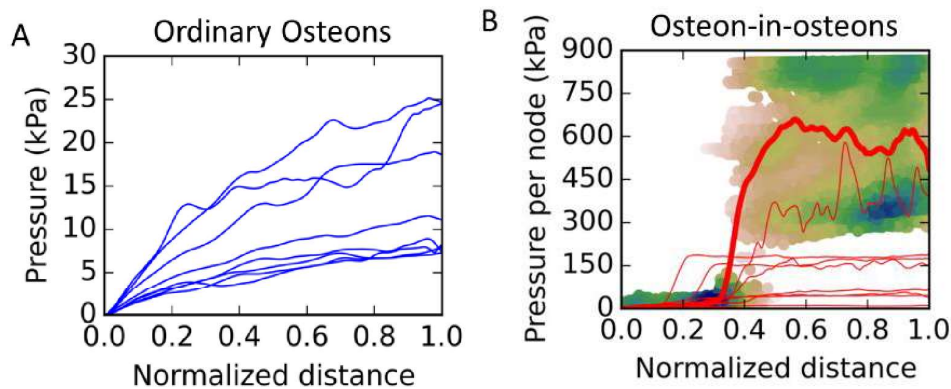 A
Ordinary Osteons
30
25
20
15
10
5
0
Pressure (kPa)
0.0 0.2 0.4 0.6 0.8 1.0
Normalized distance
B
Osteon-in-osteons
900
750
600
450
300
150
0
Pressure per node (kPa)
0.0 0.2 0.4 0.6 0.8 1.0
Normalized distance